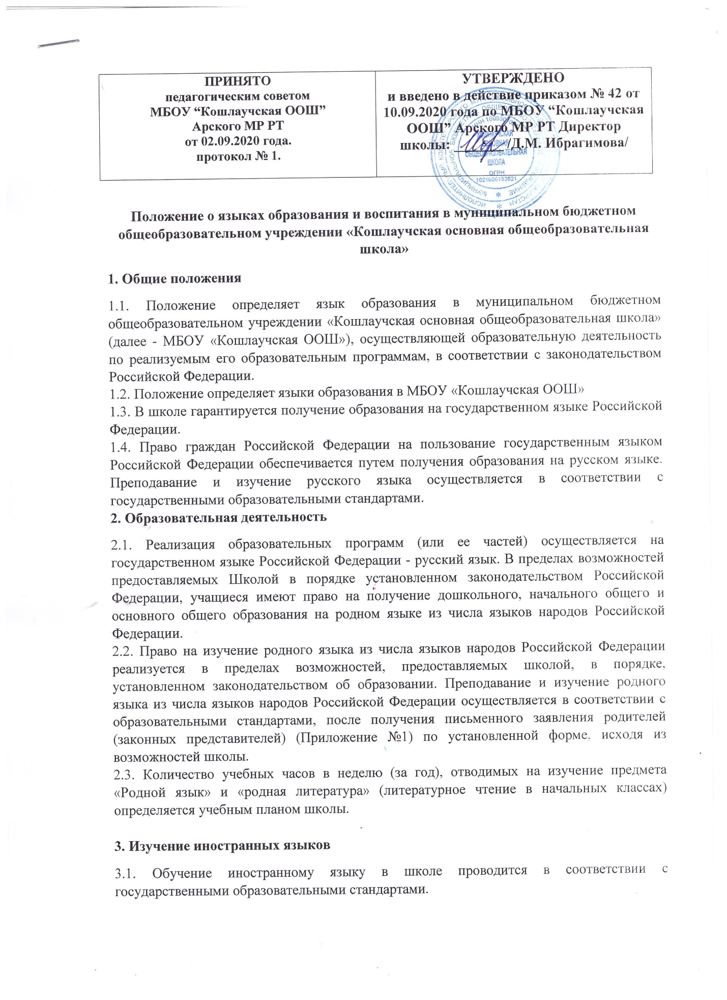 ПРИНЯТО
педагогическим советом
МБОУ “Кошлаучская ООШ”
Арского МР РТ
от 02.09.2020 года.
протокол № 1.
УТВЕРЖДЕНО
и введено в действие приказом № 42 от
10.09.2020 года по МБОУ “Кошлаучская
ООШ” Арского МР РТ Директор
школы: ________ /Д.М. Ибрагимова/
ОБЩЕОБРАЗОВАТЕЛЬНАЯ
ШКОЛА
ОГРН
1021606153821
Положение о языках образования и воспитания в муниципальном бюджетном
общеобразовательном учреждении «Кошлаучская основная общеобразовательная
школа»
1. Общие положения
1.1. Положение определяет язык образования в муниципальном бюджетном
общеобразовательном учреждении «Кошлаучская основная общеобразовательная школа»
(далее - МБОУ «Кошлаучская ООШ»), осуществляющей образовательную деятельность
по реализуемым его образовательным программам, в соответствии с законодательством
Российской Федерации.
1.2. Положение определяет языки образования в МБОУ «Кошлаучская ООШ»
1.3. В школе гарантируется получение образования на государственном языке Российской
Федерации.
1.4. Право граждан Российской Федерации на пользование государственным языком
Российской Федерации обеспечивается путем получения образования на русском языке.
Преподавание и изучение русского языка осуществляется в соответствии с
государственными образовательными стандартами.
2. Образовательная деятельность
2.1. Реализация образовательных программ (или ее частей) осуществляется на
государственном языке Российской Федерации - русский язык. В пределах возможностей
предоставляемых Школой в порядке установленном законодательством Российской
Федерации, учащиеся имеют право на получение дошкольного, начального общего и
основного общего образования на родном языке из числа языков народов Российской
Федерации.
2.2. Право на изучение родного языка из числа языков народов Российской Федерации
реализуется в пределах возможностей, предоставляемых школой, в порядке,
установленном законодательством об образовании. Преподавание и изучение родного
языка из числа языков народов Российской Федерации осуществляется в соответствии с
образовательными стандартами, после получения письменного заявления родителей
(законных представителей) (Приложение №1) по установленной форме, исходя из
возможностей школы.
2.3. Количество учебных часов в неделю (за год), отводимых на изучение предмета
«Родной язык» и «родная литература» (литературное чтение в начальных классах)
определяется учебным планом школы.
3. Изучение иностранных языков
3.1. Обучение иностранному языку в школе проводится в соответствии с
государственными образовательными стандартами.